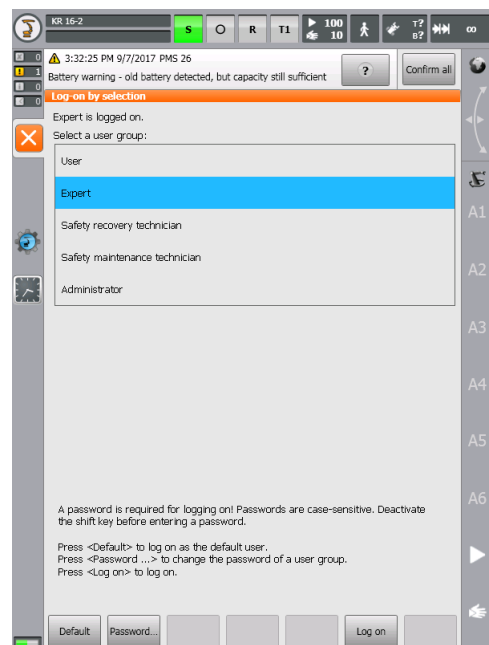 KR 16-2
S
O
R
T1
100
10
T?
B?
∞
0
1
0
0
3:32:25 PM 9/7/2017 PMS 26
Battery warning - old battery detected, but capacity still sufficient
?
Confirm all
Log-on by selection
Expert is logged on.
Select a user group:
User
Expert
Safety recovery technician
Safety maintenance technician
Administrator
A1
A2
A3
A4
A5
A6
A password is required for logging on! Passwords are case-sensitive. Deactivate
the shift key before entering a password.
Press <Default> to log on as the default user.
Press <Password ...> to change the password of a user group.
Press <Log on> to log on.
Default
Password...
Log on